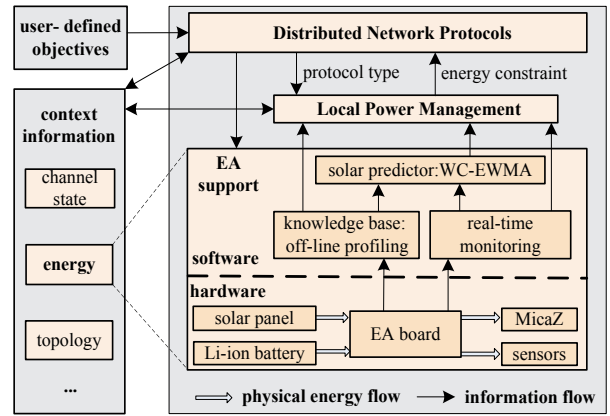 user- defined
objectives
Distributed Network Protocols
protocol type
energy constraint
Local Power Management
context
information
channel
state
energy
topology
...
EA
support
solar predictor:WC-EWMA
knowledge base:
off-line profiling
real-time
monitoring
software
hardware
solar panel
Li-ion battery
EA board
MicaZ
sensors
physical energy flow
information flow